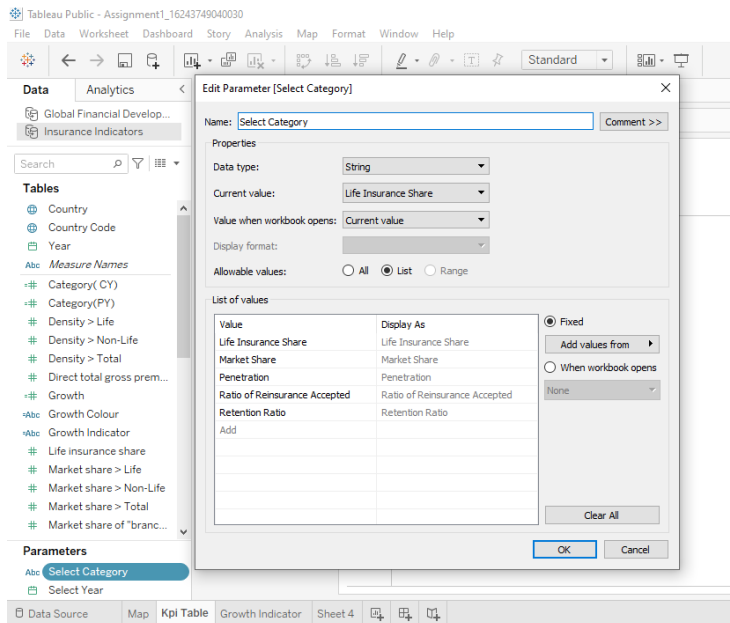 Tableau Public - Assignment1_16243749040030
File Data Worksheet Dashboard Story Analysis Map Format Window Help
Standard
Data Analytics
Global Financial Develop...
Insurance Indicators
Search
Tables
Country
Country Code
Year
Abc Measure Names
Category( CY)
Category(PY)
Density > Life
Density > Non-Life
Density > Total
Direct total gross prem...
Growth
Abc Growth Colour
Abc Growth Indicator
Life insurance share
Market share > Life
Market share > Non-Life
Market share > Total
Market share of "branc...
Parameters
Abc Select Category
Select Year
Edit Parameter [Select Category]
Name: Select Category Comment >>
Properties
Data type: String
Current value: Life Insurance Share
Value when workbook opens: Current value
Display format:
Allowable values: All List Range
List of values
Value Display As
Life Insurance Share Life Insurance Share
Market Share Market Share
Penetration Penetration
Ratio of Reinsurance Accepted Ratio of Reinsurance Accepted
Retention Ratio Retention Ratio
Add
Fixed
Add values from
When workbook opens
None
Clear All
OK Cancel
Data Source Map Kpi Table Growth Indicator Sheet 4